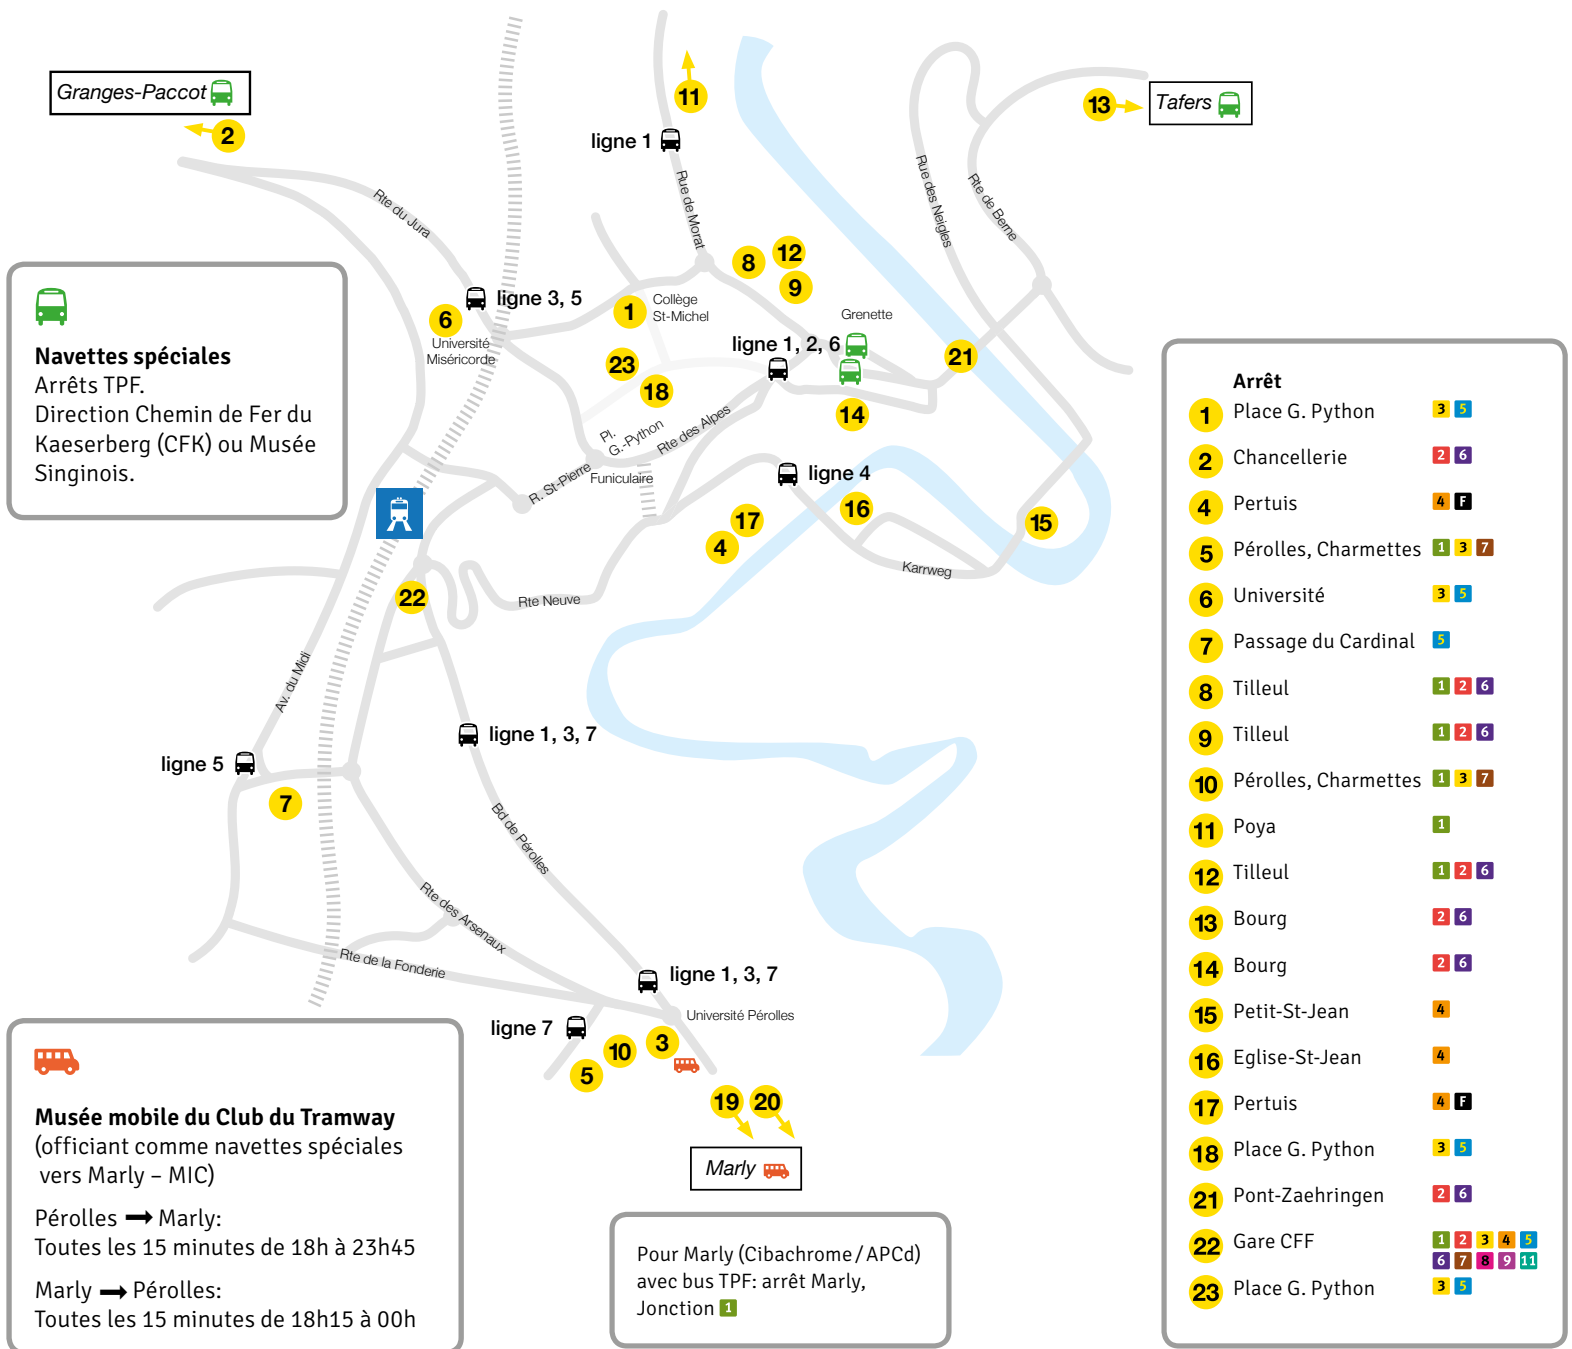 Granges-Paccot
2
11
ligne 1
13
Tafers
Rte du Jura
Rue de Morat
Rue des Neigles
Rte de Berne
8
12
9
ligne 3, 5
6
Université
Miséricorde
1
Collège
St-Michel
Grenette
ligne 1, 2, 6
23
18
21
14
Pl.
G.-Python
Rte des Alpes
R. St-Pierre
Funiculaire
ligne 4
16
17
4
15
Karrweg
22
Rte Neuve
Av. du Midi
ligne 5
7
ligne 1, 3, 7
Bd de Pérolles
Rte des Arsenaux
Rte de la Fonderie
ligne 1, 3, 7
Université Pérolles
ligne 7
10
3
5
19
20
Marly
Navettes spéciales
Arrêts TPF.
Direction Chemin de Fer du
Kaeserberg (CFK) ou Musée
Singinois.
Musée mobile du Club du Tramway
(officiant comme navettes spéciales
vers Marly – MIC)
Pérolles ➞ Marly:
Toutes les 15 minutes de 18h à 23h45
Marly ➞ Pérolles:
Toutes les 15 minutes de 18h15 à 00h
Pour Marly (Cibachrome/APCd)
avec bus TPF: arrêt Marly,
Jonction 1
Arrêt
1 Place G. Python 3 5
2 Chancellerie 2 6
4 Pertuis 4 F
5 Pérolles, Charmettes 1 3 7
6 Université 3 5
7 Passage du Cardinal 5
8 Tilleul 1 2 6
9 Tilleul 1 2 6
10 Pérolles, Charmettes 1 3 7
11 Poya 1
12 Tilleul 1 2 6
13 Bourg 2 6
14 Bourg 2 6
15 Petit-St-Jean 4
16 Eglise-St-Jean 4
17 Pertuis 4 F
18 Place G. Python 3 5
21 Pont-Zaehringen 2 6
22 Gare CFF 1 2 3 4 5
6 7 8 9 11
23 Place G. Python 3 5